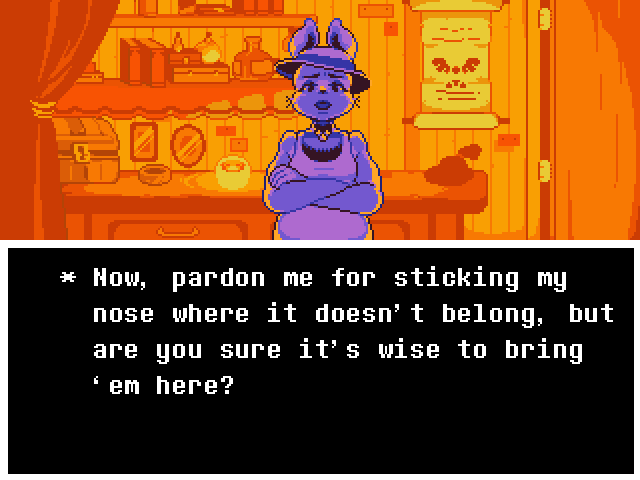 * Now, pardon me for sticking my
nose where it doesn't belong, but
are you sure it's wise to bring
‘em here?